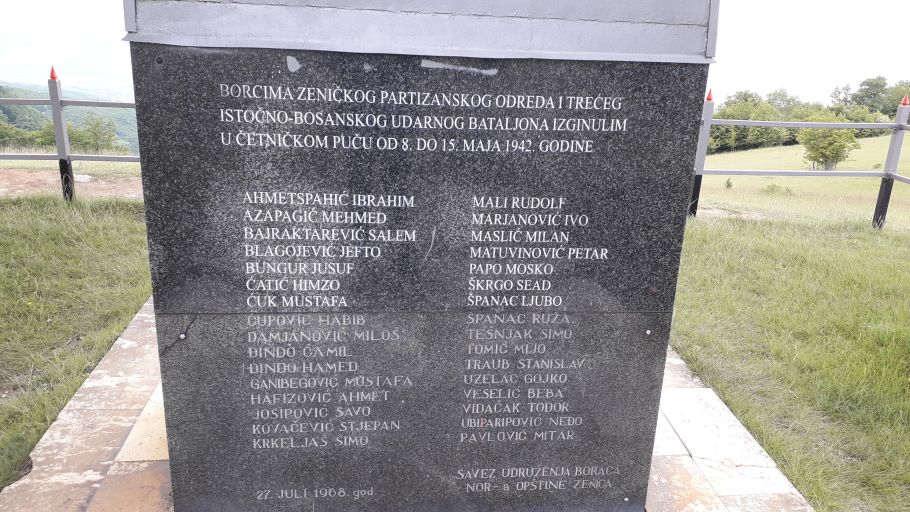 BORCIMA ZENIČKOG PARTIZANSKOG ODREDA I TREĆEG
ISTOČNO-BOSANSKOG UDARNOG BATALJONA IZGINULIM
U ČETNIČKOM PUČU OD 8. DO 15. MAJA 1942. GODINE
AHMETSPAHIĆ IBRAHIM
AZAPAGIĆ MEHMED
BAJRAKTAREVIĆ SALEM
BLAGOJEVIĆ JEFTO
BUNGUR JUSUF
ĆATIĆ HIMZO
ĆUK MUSTAFA
ČUPOVIĆ HABIB
DAMJANOVIĆ MILOŠ
ĐINĐO ĆAMIL
ĐINĐO HAMED
GANIBEGOVIĆ MUSTAFA
HAFIZOVIĆ AHMET
JOSIPOVIĆ SAVO
KOVAČEVIĆ STJEPAN
KRKELJAŠ SIMO
MALI RUDOLF
MARJANOVIĆ IVO
MASLIĆ MILAN
MATUVINOVIĆ PETAR
PAPO MOSKO
ŠKRGO SEAD
ŠPANAC LJUBO
ŠPANAC RUŽA
TEŠNJAK SIMO
TOMIĆ MIJO
TRAUB STANISLAV
UZELAC GOJKO
VESELIĆ BEBA
VIDAČAK TODOR
UBIPARIPOVIĆ NEĐO
PAVLOVIĆ MITAR
27. JULI 1968. god.
SAVEZ UDRUŽENJA BORACA
NOR-a OPŠTINE ZENICA